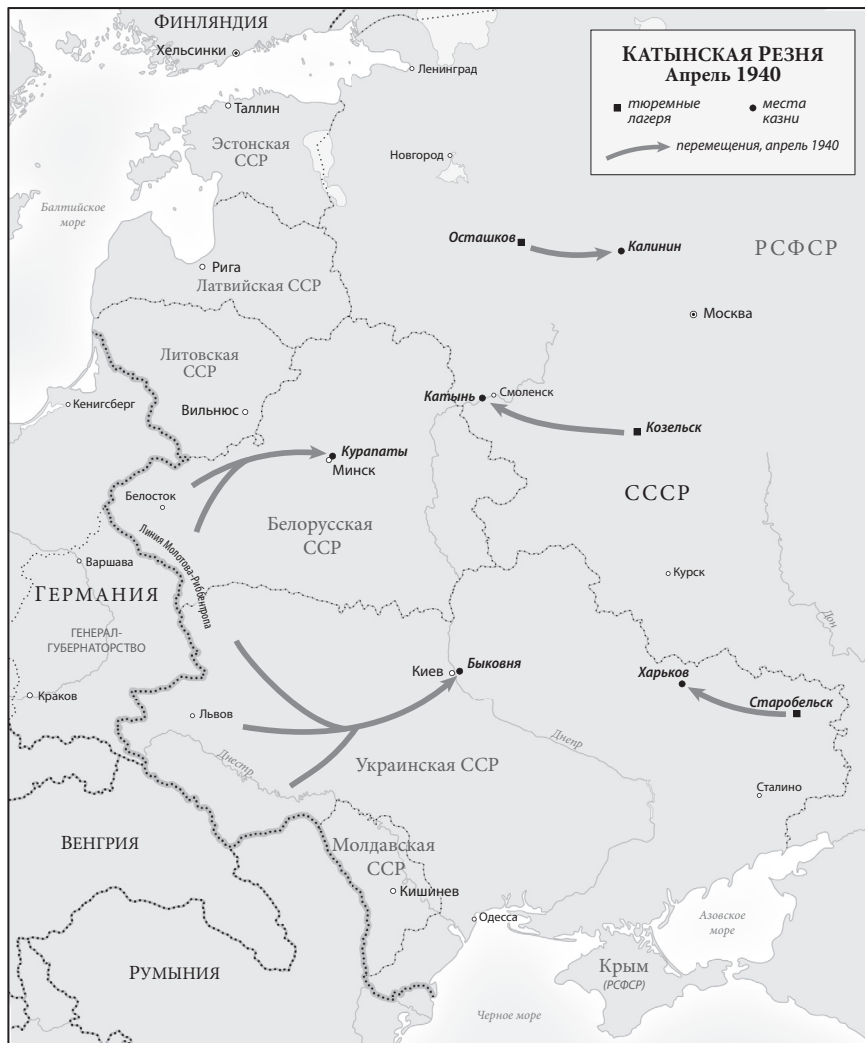 ФИНЛЯНДИЯ
Хельсинки
Ленинград
КАТЫНСКАЯ РЕЗНЯ
Апрель 1940
тюремные
лагеря
места
казни
перемещения, апрель 1940
Таллин
Эстонская
ССР
Новгород
Балтийское
море
Осташков
Калинин
РСФСР
Рига
Латвийская ССР
Москва
Литовская
ССР
Кенигсберг
Вильнюс
Катынь
Смоленск
Козельск
Курапаты
Минск
Белосток
СССР
Белорусская
ССР
Линия Молотова-Риббентропа
Варшава
Курск
ГЕРМАНИЯ
ГЕНЕРАЛ-
ГУБЕРНАТОРСТВО
Дон
Киев
Быковня
Харьков
Краков
Львов
Старобельск
Днестр
Днепр
Украинская ССР
Сталино
ВЕНГРИЯ
Молдавская
ССР
Кишинев
Одесса
Азовское
море
РУМЫНИЯ
Крым
(РСФСР)
Черное море